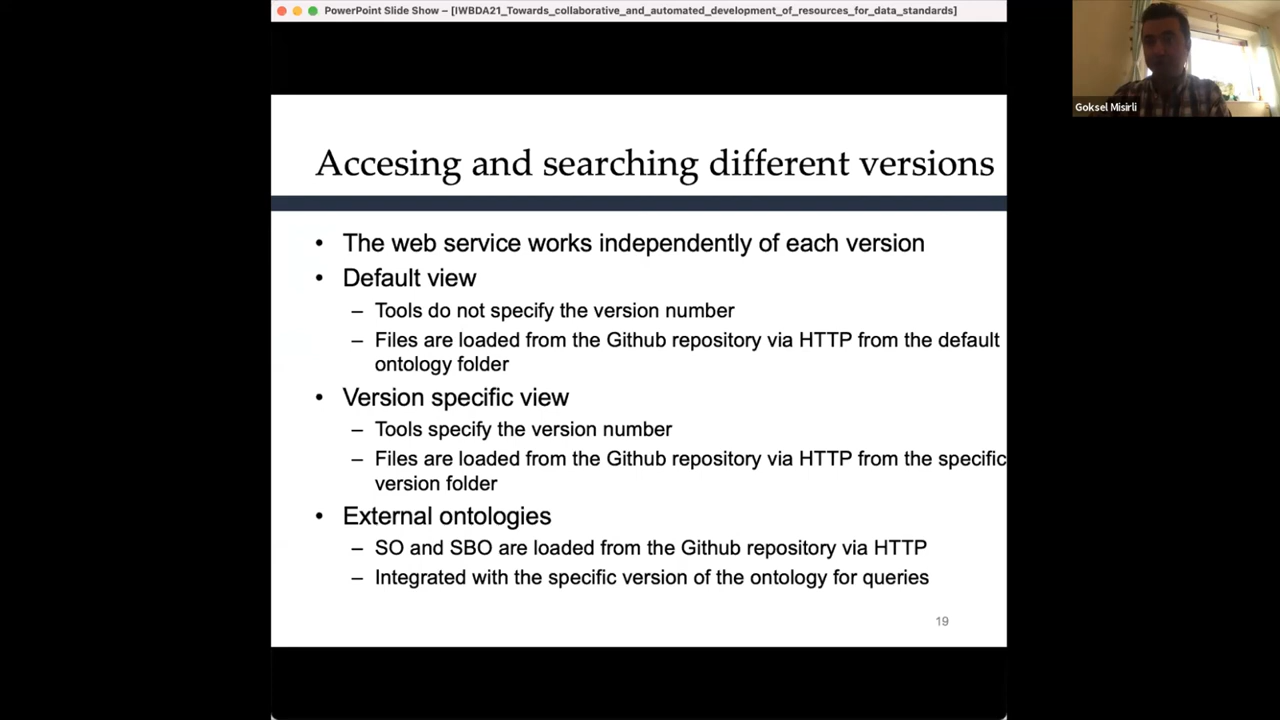 PowerPoint Slide Show – [IWBDA21_Towards_collaborative_and_automated_development_of_resources_for_data_standards]
Goksel Misirli
Accesing and searching different versions
• The web service works independently of each version
• Default view
– Tools do not specify the version number
– Files are loaded from the Github repository via HTTP from the default
ontology folder
• Version specific view
– Tools specify the version number
– Files are loaded from the Github repository via HTTP from the specific
version folder
• External ontologies
– SO and SBO are loaded from the Github repository via HTTP
– Integrated with the specific version of the ontology for queries
19